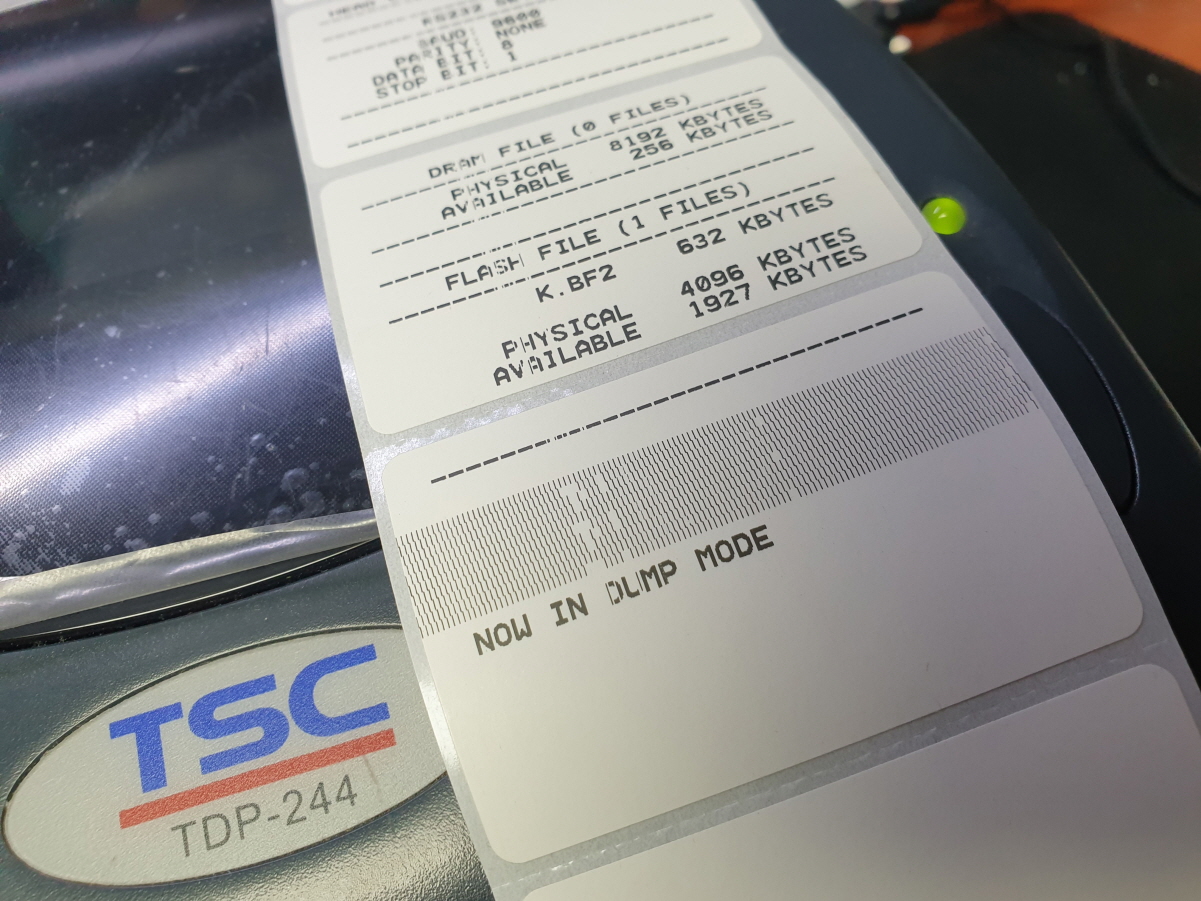 RS232
BAUD: 9600
PARITY: NONE
DATA BIT: 8
STOP BIT: 1
DRAM FILE (0 FILES)
PHYSICAL 8192 KBYTES
AVAILABLE 256 KBYTES
FLASH FILE (1 FILES)
K.BF2 632 KBYTES
PHYSICAL 4096 KBYTES
AVAILABLE 1927 KBYTES
NOW IN DUMP MODE
TSC
TDP-244